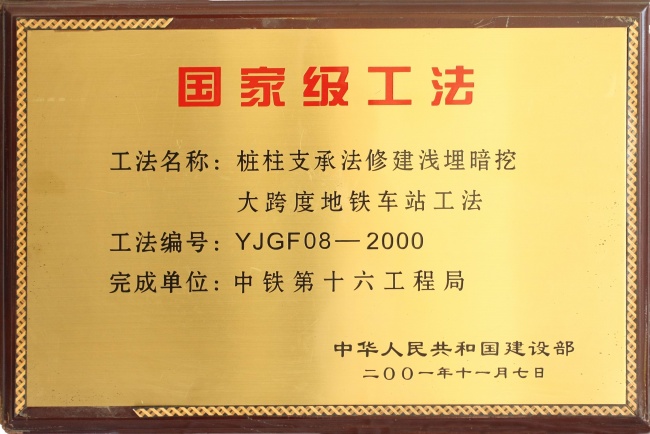 国家级工法
工法名称：桩柱支承法修建浅埋暗挖
大跨度地铁车站工法
工法编号：YJGF08—2000
完成单位：中铁第十六工程局
中华人民共和国建设部
二〇〇一年十一月七日